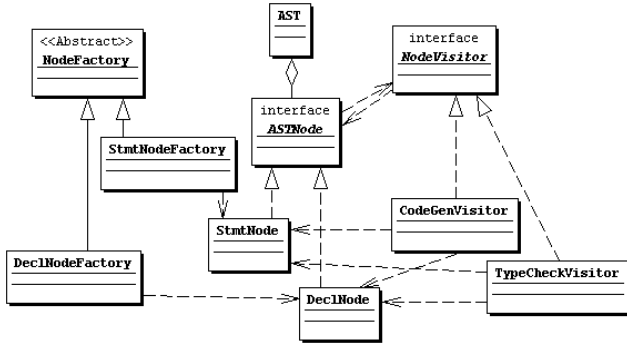 AST
<<Abstract>>
NodeFactory
interface
NodeVisitor
interface
ASTNode
StmtNodeFactory
StmtNode
CodeGenVisitor
DeclNodeFactory
TypeCheckVisitor
DeclNode